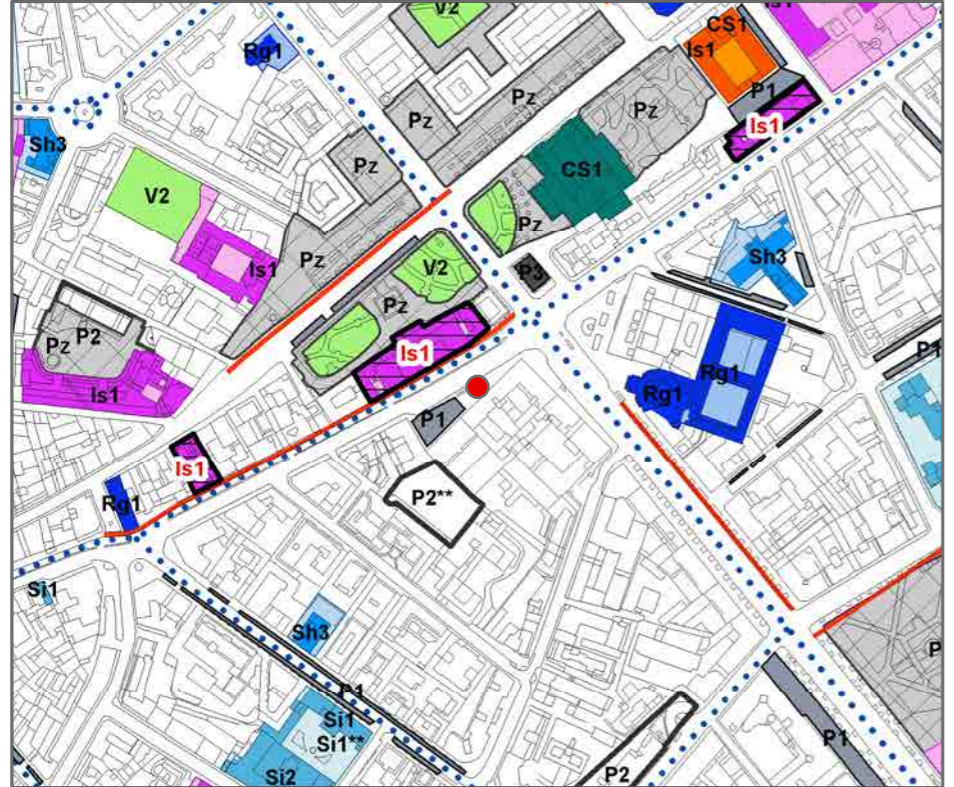 V2
CS1
Is1
Rg1
Is1
Pz
Pz
P1
Pz
Is1
Sh3
Pz
CS1
V2
Pz
Sh3
Is1
Pz
P3
V2
Pz
P2
Pz
Is1
P1
Rg1
Rg1
Is1
P1
Is1
P2**
Rg1
Si1
Sh3
P
P1
Si1
Si1**
P1
Si2
P2